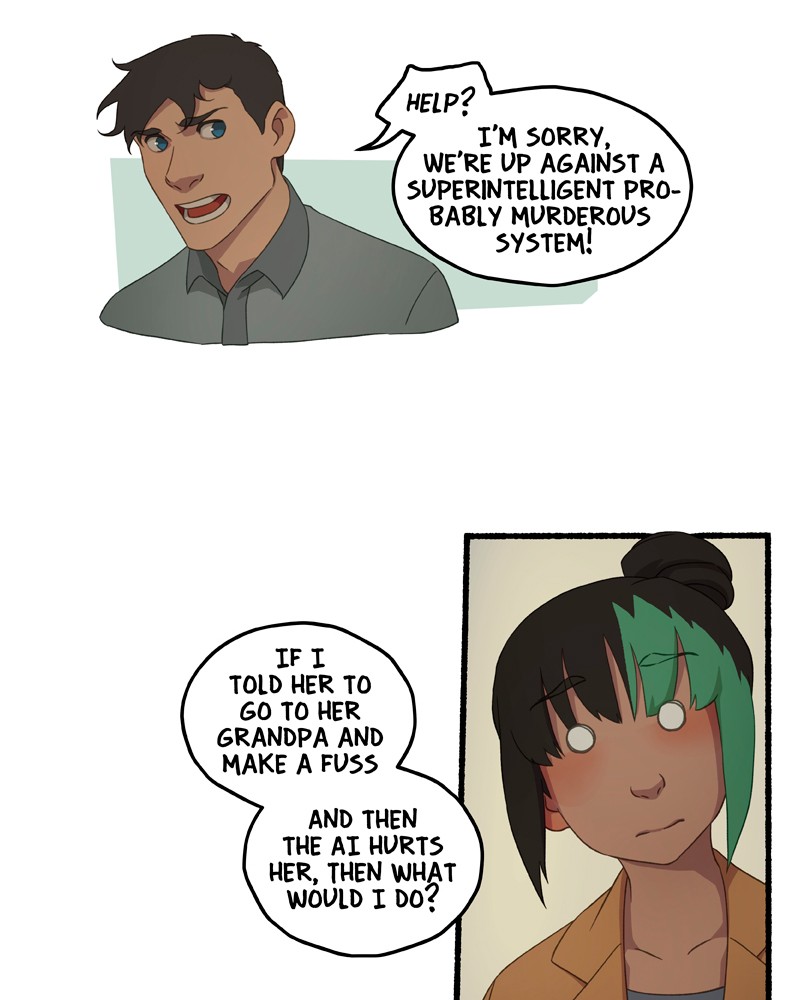 HELP?
I'M SORRY,
WE'RE UP AGAINST A
SUPERINTELLIGENT PRO-
BABLY MURDEROUS
SYSTEM!
IF I
TOLD HER TO
GO TO HER
GRANDPA AND
MAKE A FUSS
AND THEN
THE AI HURTS
HER, THEN WHAT
WOULD I DO?